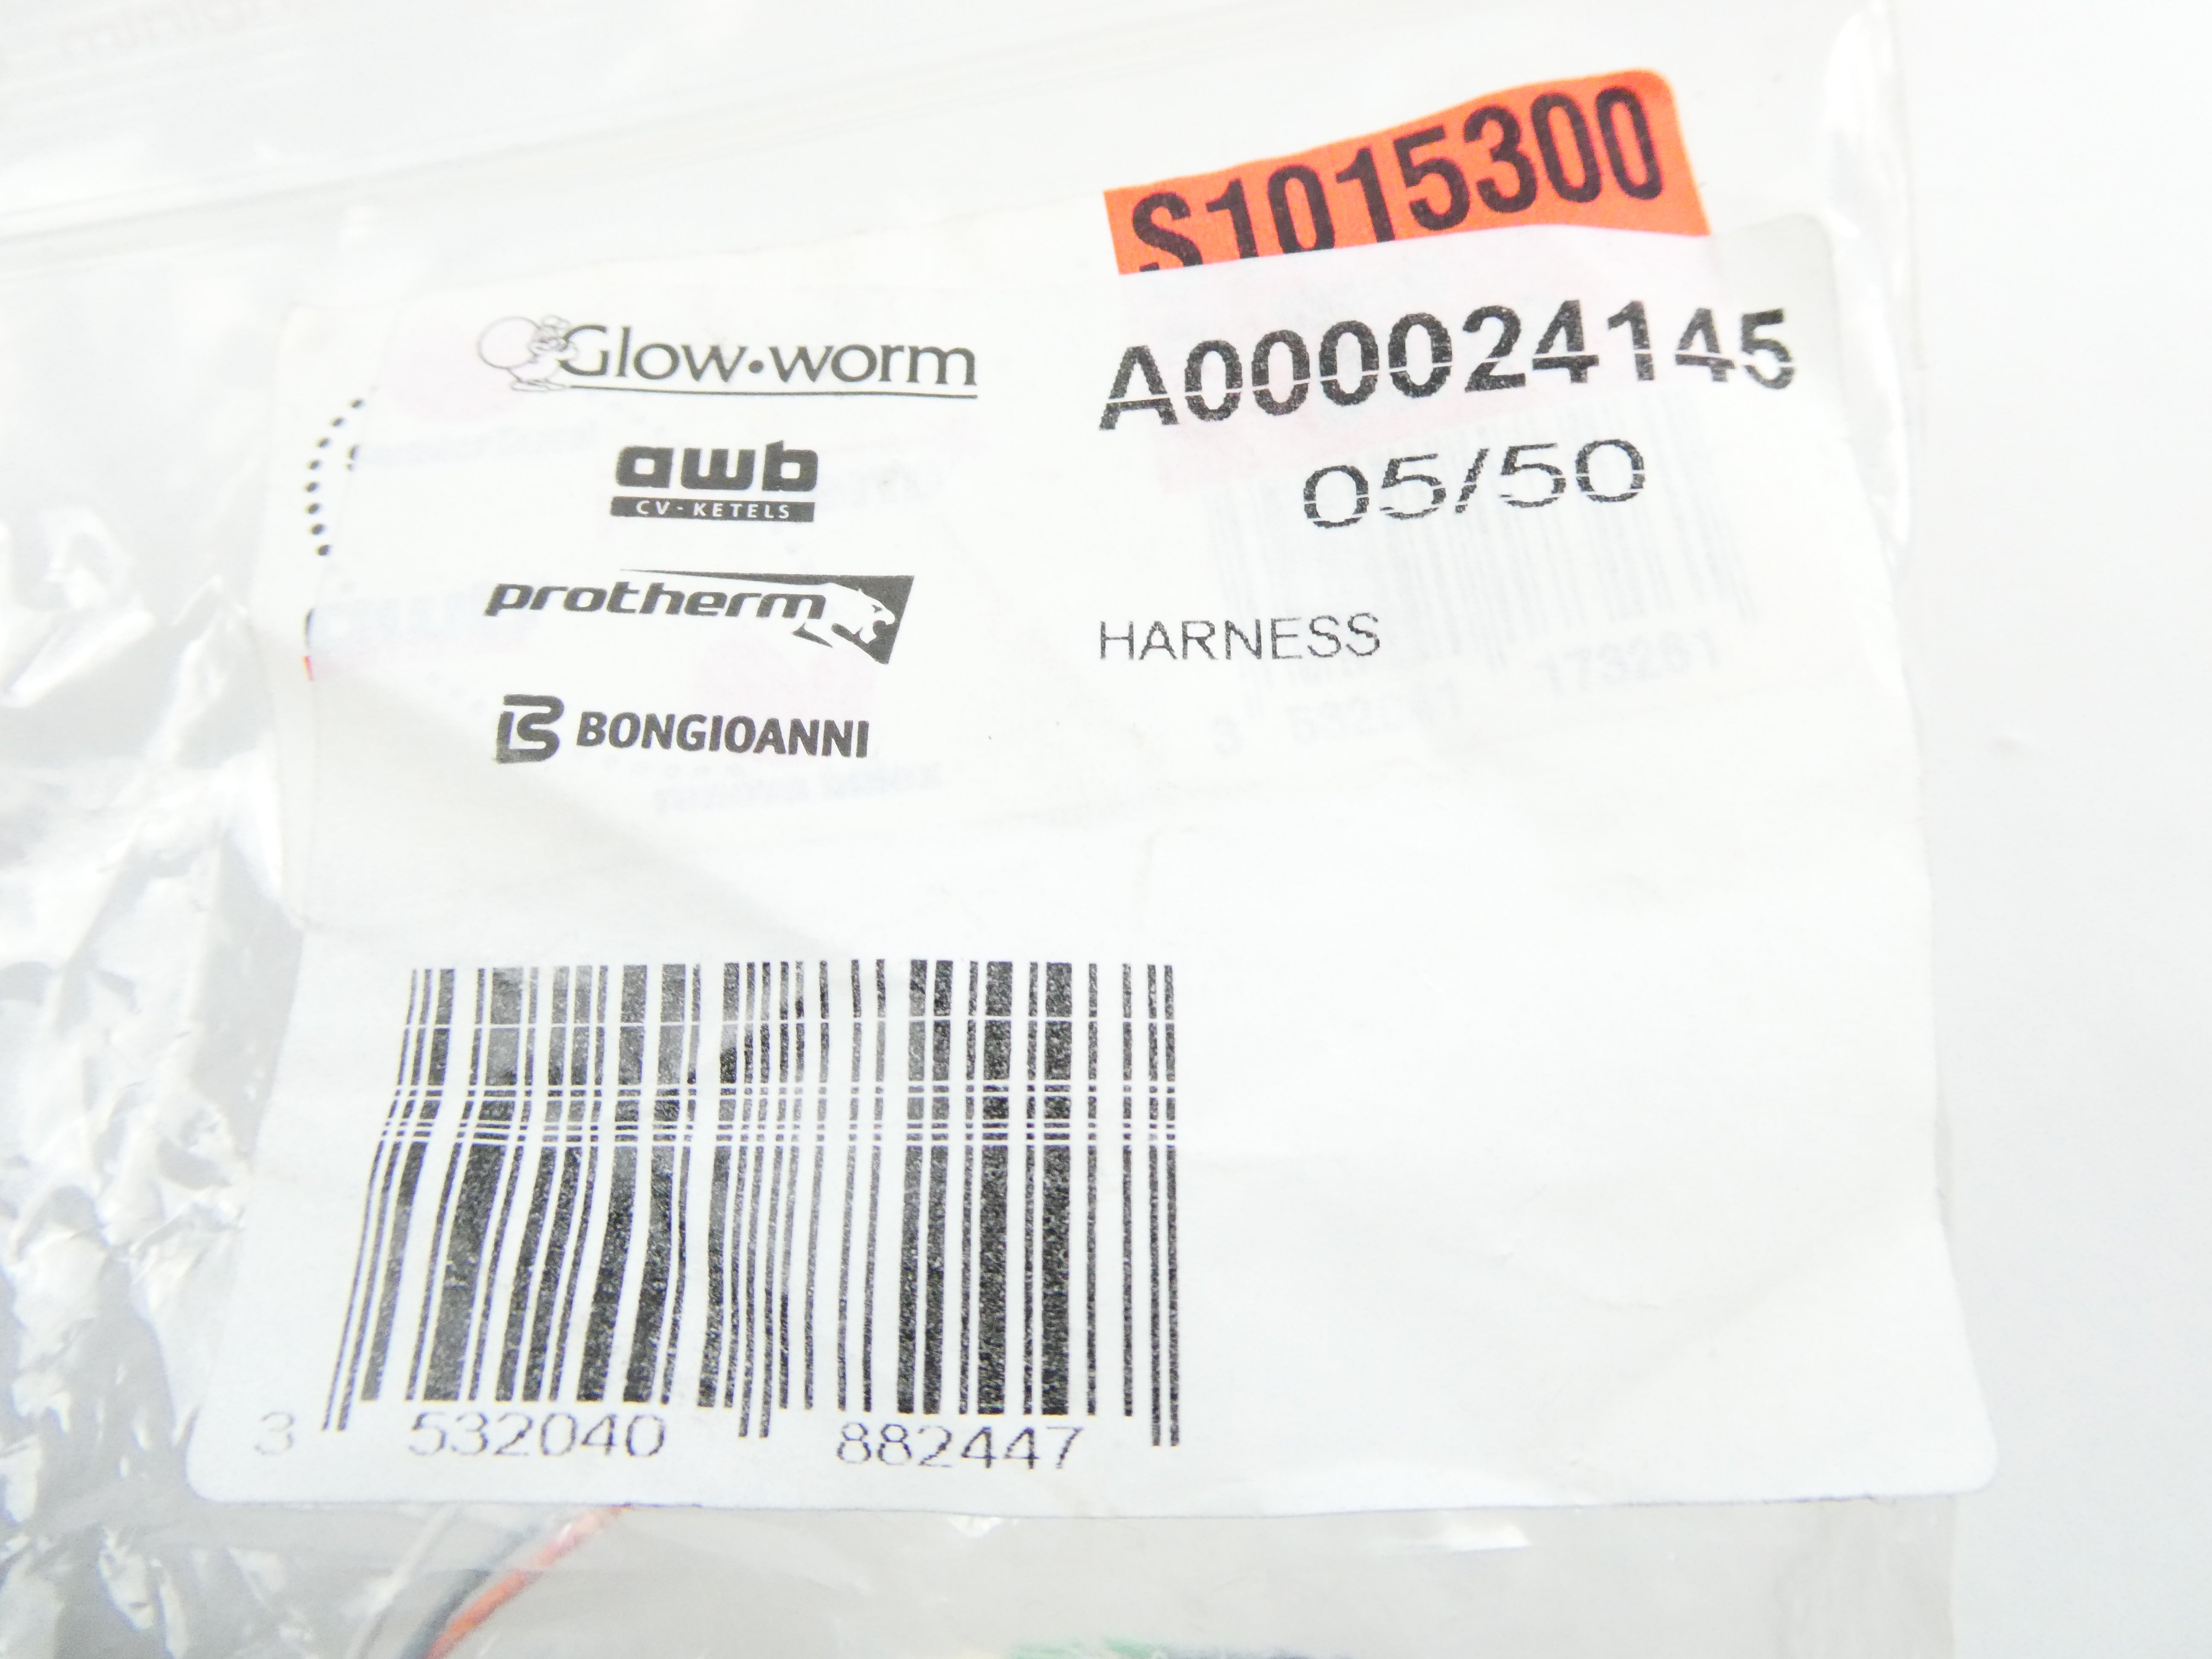 S1015300
Glow•worm
A000024145
awb
CV-KETELS
05/50
protherm
HARNESS
BONGIOANNI
3 532040 882447